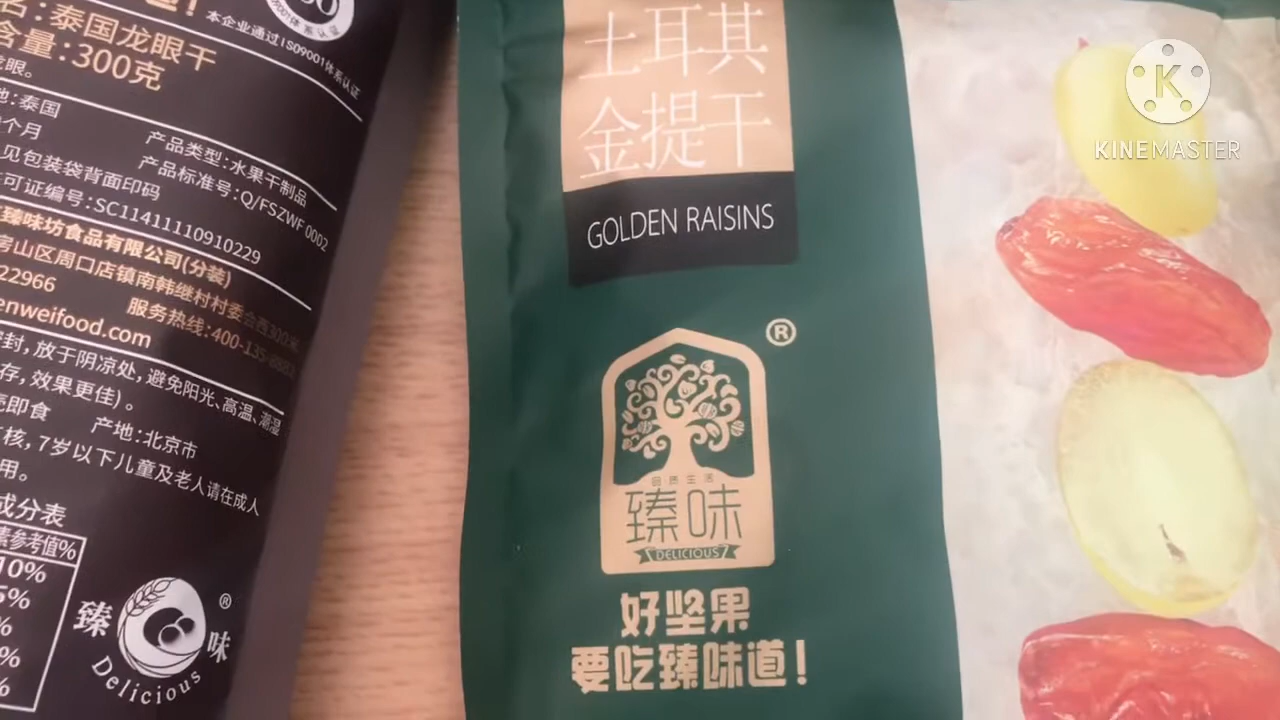 本企业通过ISO9001体系认证
名:泰国龙眼干
含量:300克
龙眼。
地:泰国
个月
产品类型:水果干制品
见包装袋背面印码
产品标准号:Q/FSZWF 0002
可证编号:SC11411110910229
臻味坊食品有限公司(分装)
房山区周口店镇南韩继村村委会西300米
22966
服务热线:400-135-
enweifood.com
密封,放于阴凉处,避免阳光、高温、潮湿
存,效果更佳)。
即食
产地:北京市
核,7岁以下儿童及老人请在成人
用。
成分表
素参考值%
10%
5%
%
%
%
臻味
®
Delicious
土耳其
金提干
GOLDEN RAISINS
®
品质生活
臻味
DELICIOUS
好坚果
要吃臻味道!
K
KINEMASTER